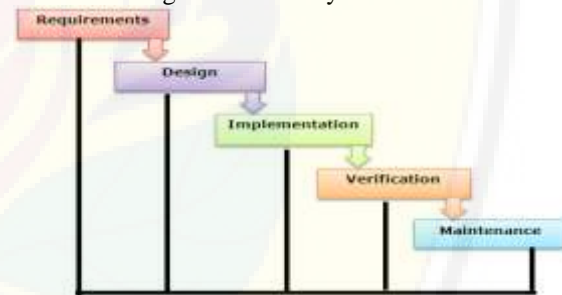 Requirements
Design
Implementation
Verification
Maintenance